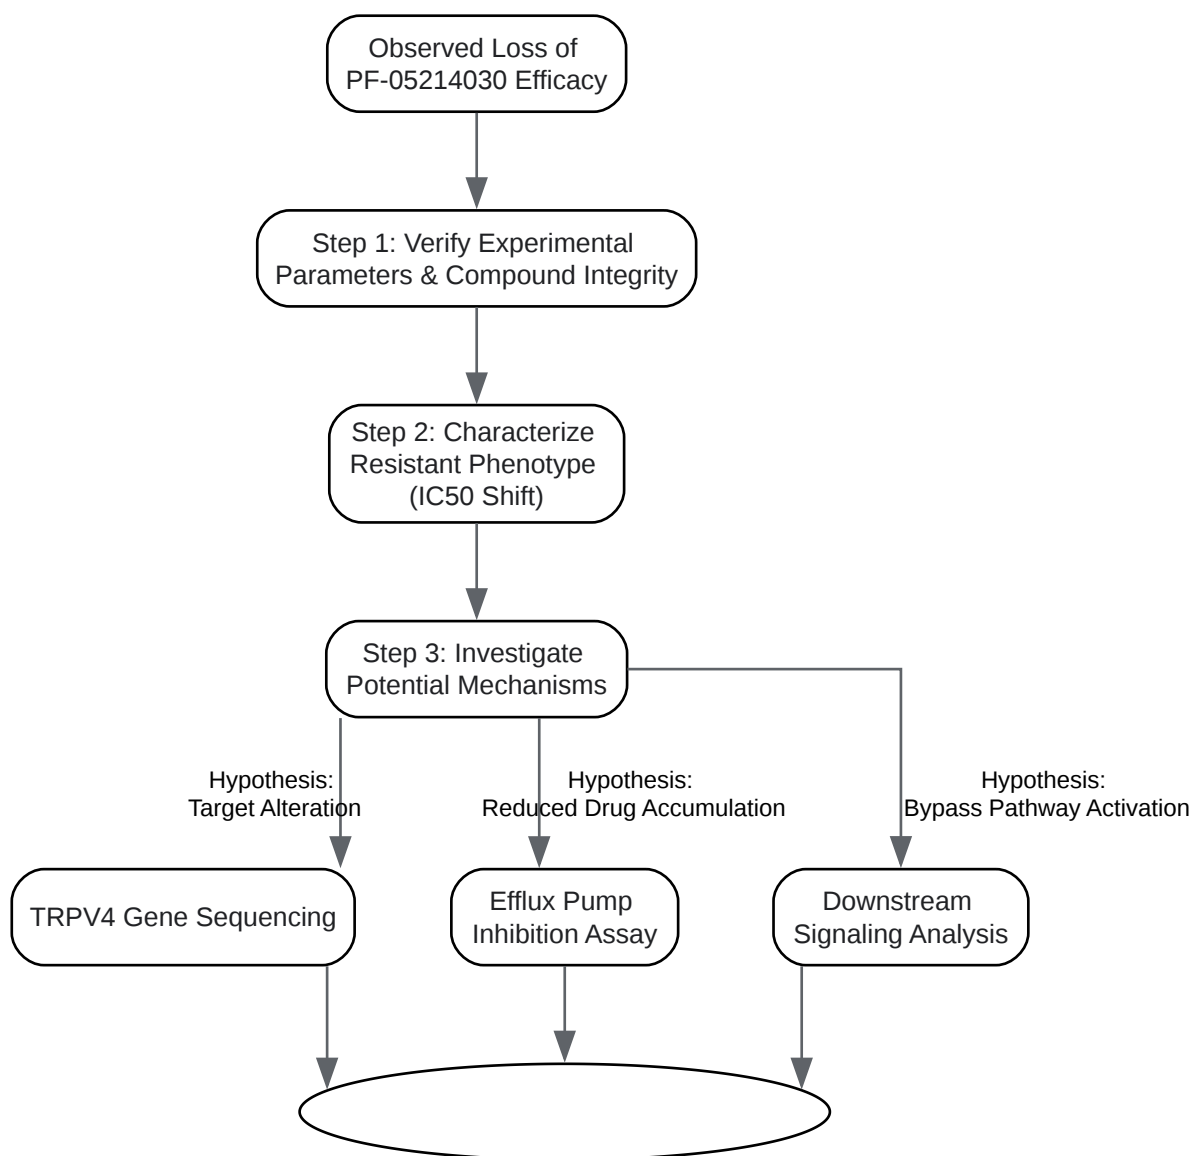 Observed Loss of
PF-05214030 Efficacy
Step 1: Verify Experimental
Parameters & Compound Integrity
Step 2: Characterize
Resistant Phenotype
(IC50 Shift)
Step 3: Investigate
Potential Mechanisms
Hypothesis:
Target Alteration
Hypothesis:
Reduced Drug Accumulation
Hypothesis:
Bypass Pathway Activation
TRPV4 Gene Sequencing
Efflux Pump
Inhibition Assay
Downstream
Signaling Analysis